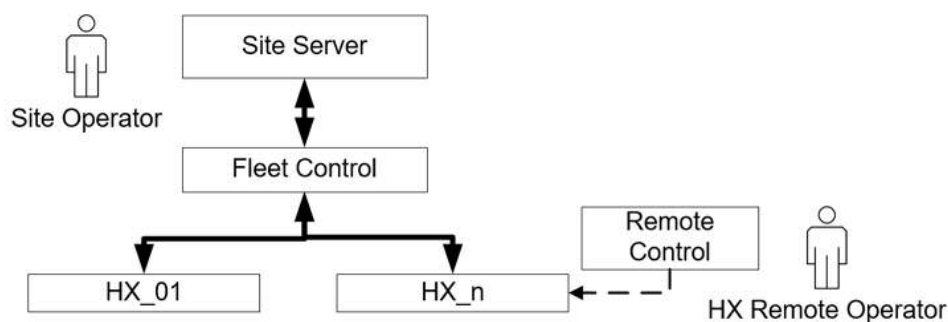 Site Server
Site Operator
Fleet Control
Remote
Control
HX_01
HX_n
HX Remote Operator